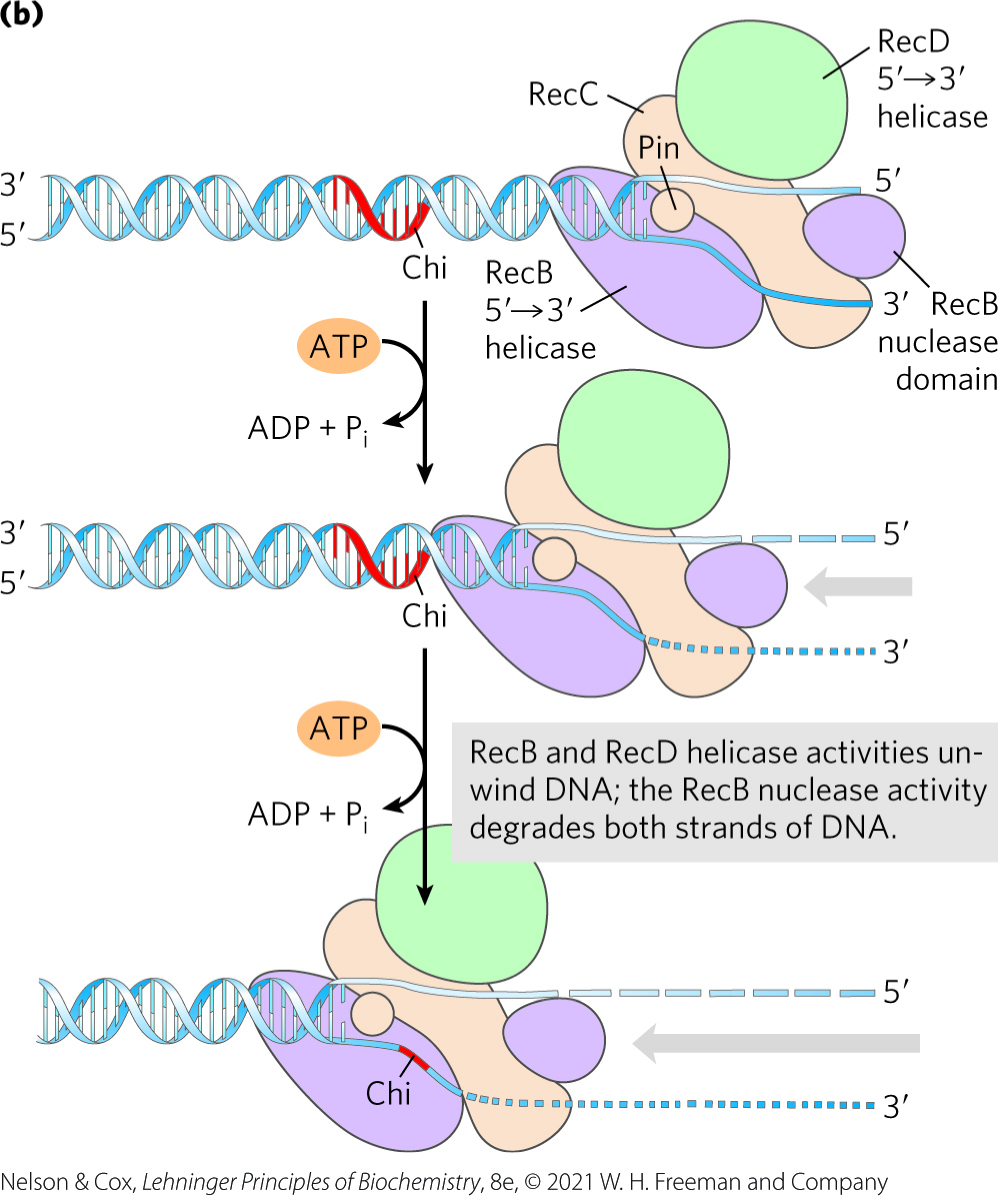 (b)
RecD
5′→3′
helicase
RecC
Pin
3′
5′
5′
Chi
RecB
5′→3′
helicase
3′
RecB
nuclease
domain
ATP
ADP + Pi
3′
5′
5′
Chi
3′
ATP
RecB and RecD helicase activities un-
wind DNA; the RecB nuclease activity
degrades both strands of DNA.
ADP + Pi
5′
Chi
3′
Nelson & Cox, Lehninger Principles of Biochemistry, 8e, © 2021 W. H. Freeman and Company